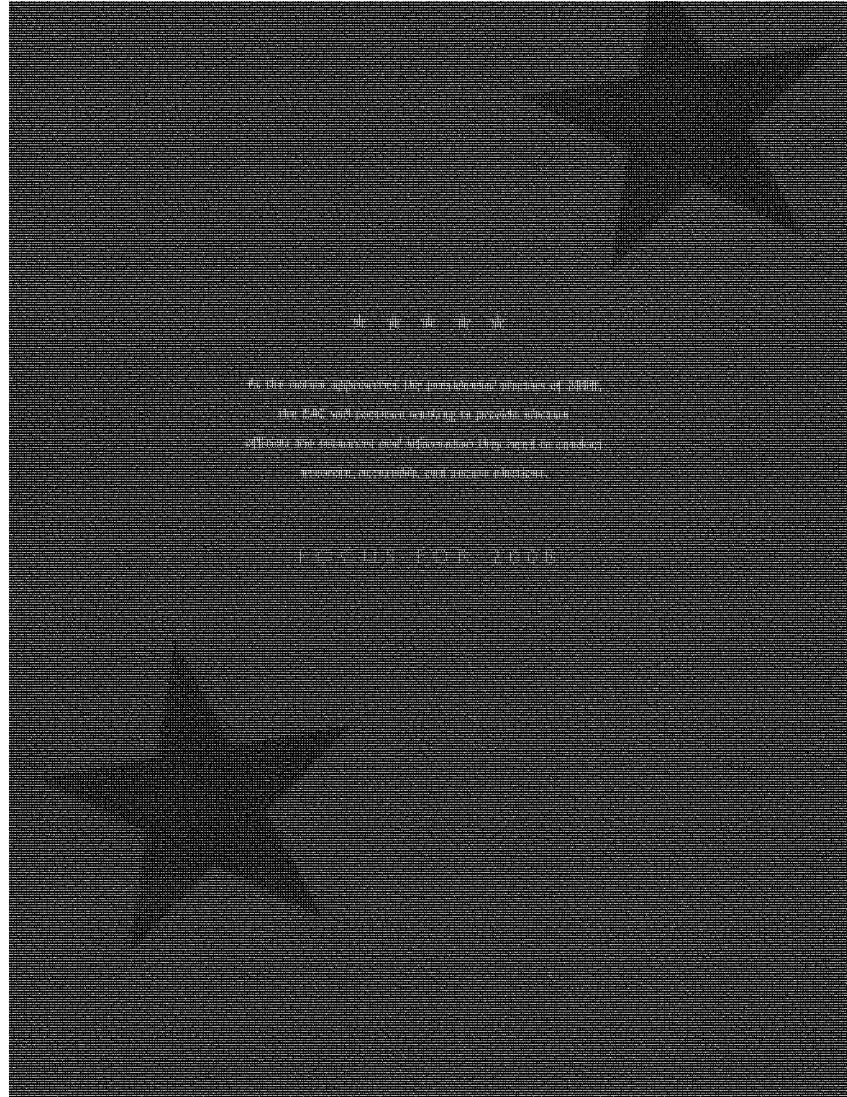 * * * * *
As the nation approaches the presidential elections of 2008,
the EAC will continue working to provide election
officials the resources and information they need to conduct
accurate, accessible, and secure elections.
FOCUS FOR 2008